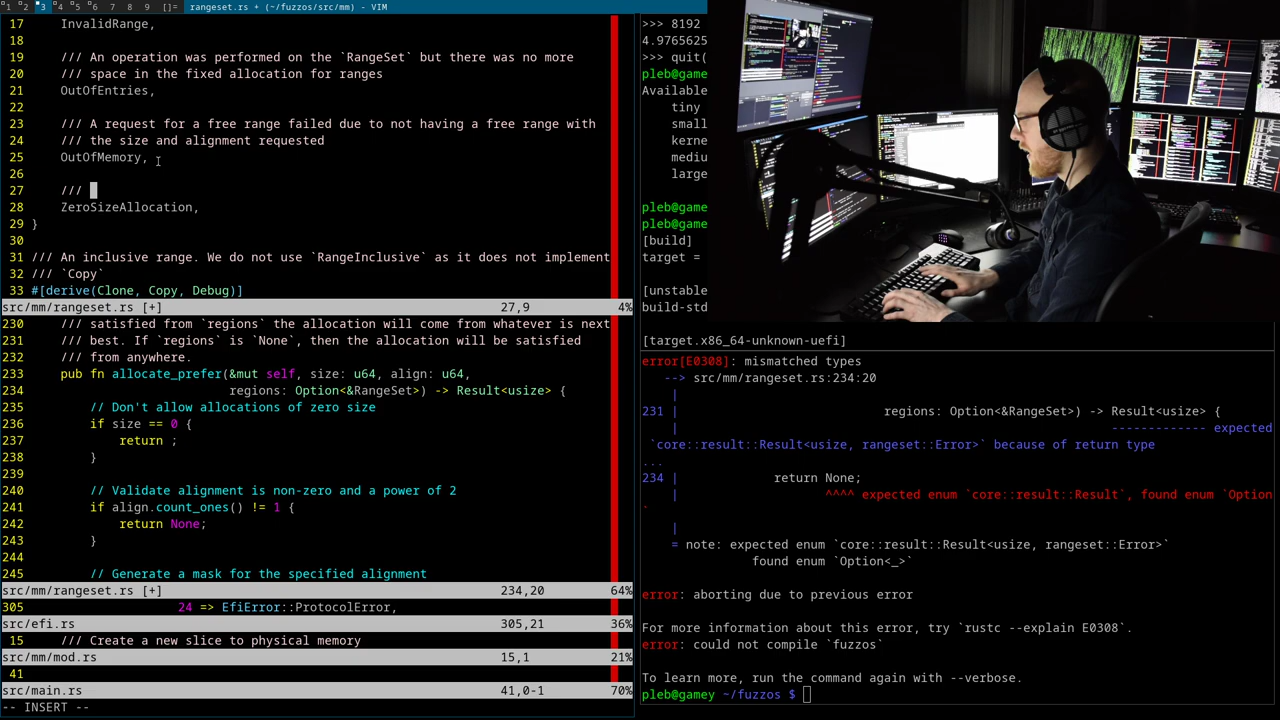 1 2 3 4 5 6 7 8 9 []= rangeset.rs + (~/fuzzos/src/mm) - VIM
17 InvalidRange,
18
19 /// An operation was performed on the `RangeSet` but there was no more
20 /// space in the fixed allocation for ranges
21 OutOfEntries,
22
23 /// A request for a free range failed due to not having a free range with
24 /// the size and alignment requested
25 OutOfMemory,
26
27 ///
28 ZeroSizeAllocation,
29 }
30
31 /// An inclusive range. We do not use `RangeInclusive` as it does not implement
32 /// `Copy`
33 #[derive(Clone, Copy, Debug)]
src/mm/rangeset.rs [+] 27,9 4%
230 /// satisfied from `regions` the allocation will come from whatever is next
231 /// best. If `regions` is `None`, then the allocation will be satisfied
232 /// from anywhere.
233 pub fn allocate_prefer(&mut self, size: u64, align: u64,
234 regions: Option<&RangeSet>) -> Result<usize> {
235 // Don't allow allocations of zero size
236 if size == 0 {
237 return ;
238 }
239
240 // Validate alignment is non-zero and a power of 2
241 if align.count_ones() != 1 {
242 return None;
243 }
244
245 // Generate a mask for the specified alignment
src/mm/rangeset.rs [+] 234,20 64%
305 24 => EfiError::ProtocolError,
src/efi.rs 305,21 36%
15 /// Create a new slice to physical memory
src/mm/mod.rs 15,1 21%
41
src/main.rs 41,0-1 70%
-- INSERT --
>>> 8192
4.9765625
>>> quit(
pleb@game
Available
tiny
small
kerne
mediu
large
pleb@game
pleb@game
[build]
target =
[unstable
build-std
[target.x86_64-unknown-uefi]
error[E0308]: mismatched types
--> src/mm/rangeset.rs:234:20
|
231 | regions: Option<&RangeSet>) -> Result<usize> {
| ------------- expected
`core::result::Result<usize, rangeset::Error>` because of return type
...
234 | return None;
| ^^^^ expected enum `core::result::Result`, found enum `Option
`
|
= note: expected enum `core::result::Result<usize, rangeset::Error>`
found enum `Option<_>`
error: aborting due to previous error
For more information about this error, try `rustc --explain E0308`.
error: could not compile `fuzzos`
To learn more, run the command again with --verbose.
pleb@gamey ~/fuzzos $